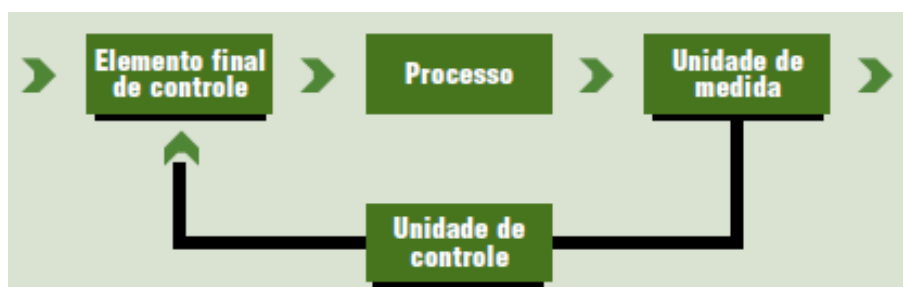 Elemento final
de controle
Processo
Unidade de
medida
Unidade de
controle